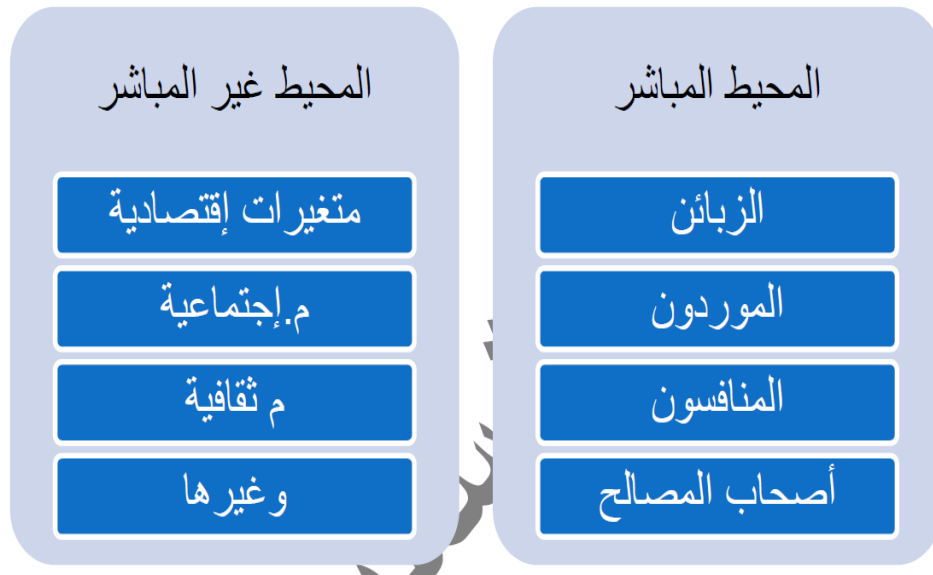 المحيط المباشر
الزبائن
الموردون
المنافسون
أصحاب المصالح
المحيط غير المباشر
متغيرات إقتصادية
م.إجتماعية
م ثقافية
وغيرها